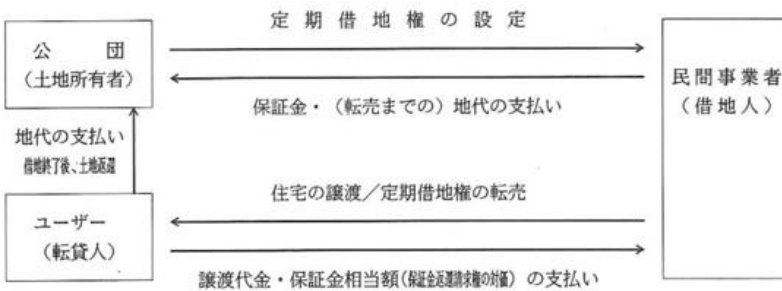 定期借地権の設定
公団
(土地所有者)
民間事業者
(借地人)
保証金・(転売までの)地代の支払い
地代の支払い
借地終了後、土地返還
住宅の譲渡/定期借地権の転売
ユーザー
(転貸人)
譲渡代金・保証金相当額(保証金返還請求権の対価)の支払い